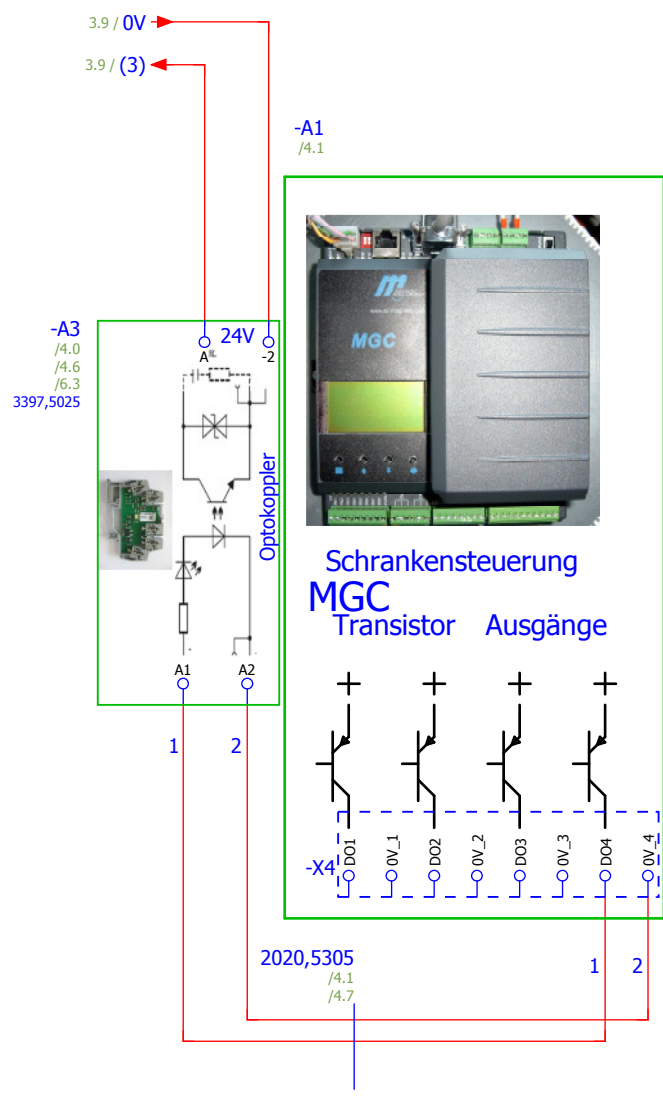 3.9 / 0V
3.9 / (3)
-A1
/4.1
-A3
/4.0
/4.6
/6.3
3397,5025
24V
A
-2
Optokoppler
MGC
Schrankensteuerung
MGC
Transistor Ausgänge
+ + + +
A1 A2
1 2
-X4 DO1 0V_1 DO2 0V_2 DO3 0V_3 DO4 0V_4
2020,5305
/4.1
/4.7
1 2